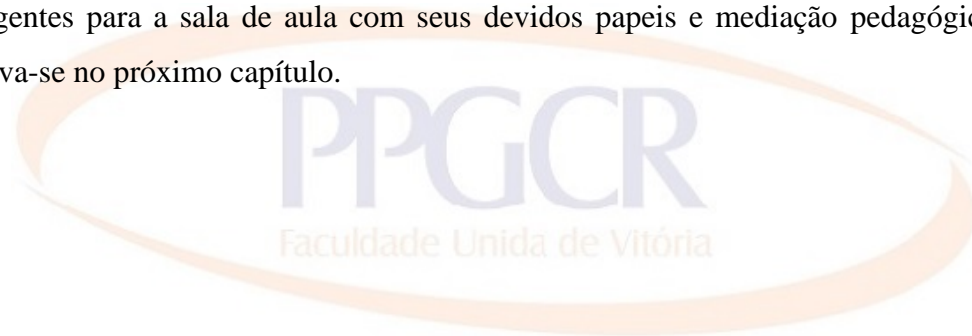 gentes para a sala de aula com seus devidos papeis e mediação pedagógic
va-se no próximo capítulo.
PPGCR
Faculdade Unida de Vitória